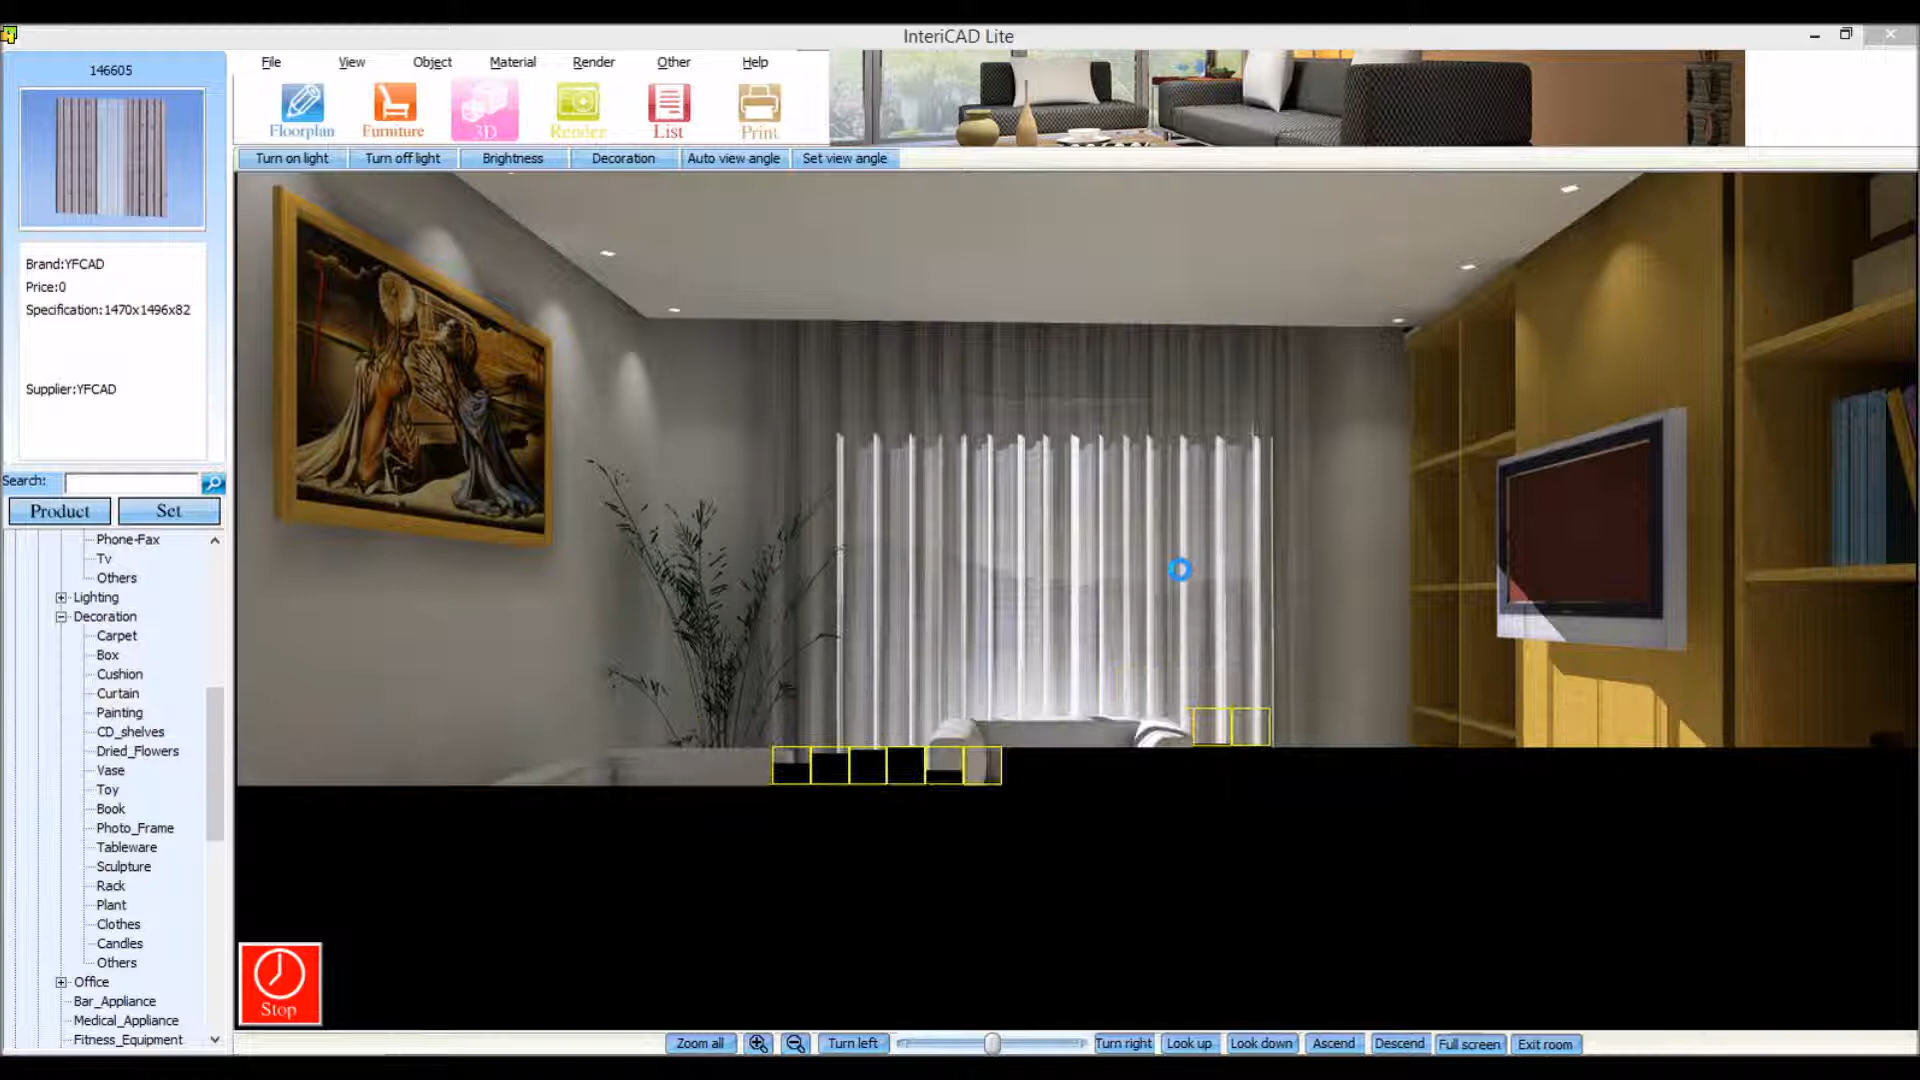 InteriCAD Lite
146605
File View Object Material Render Other Help
Floorplan Furniture 3D Render List Print
Turn on light Turn off light Brightness Decoration Auto view angle Set view angle
Brand:YFCAD
Price:0
Specification:1470x1496x82
Supplier:YFCAD
Search:
Product Set
Phone-Fax
Tv
Others
Lighting
Decoration
Carpet
Box
Cushion
Curtain
Painting
CD_shelves
Dried_Flowers
Vase
Toy
Book
Photo_Frame
Tableware
Sculpture
Rack
Plant
Clothes
Candles
Others
Office
Bar_Appliance
Medical_Appliance
Fitness_Equipment
Stop
Zoom all Turn left Turn right Look up Look down Ascend Descend Full screen Exit room